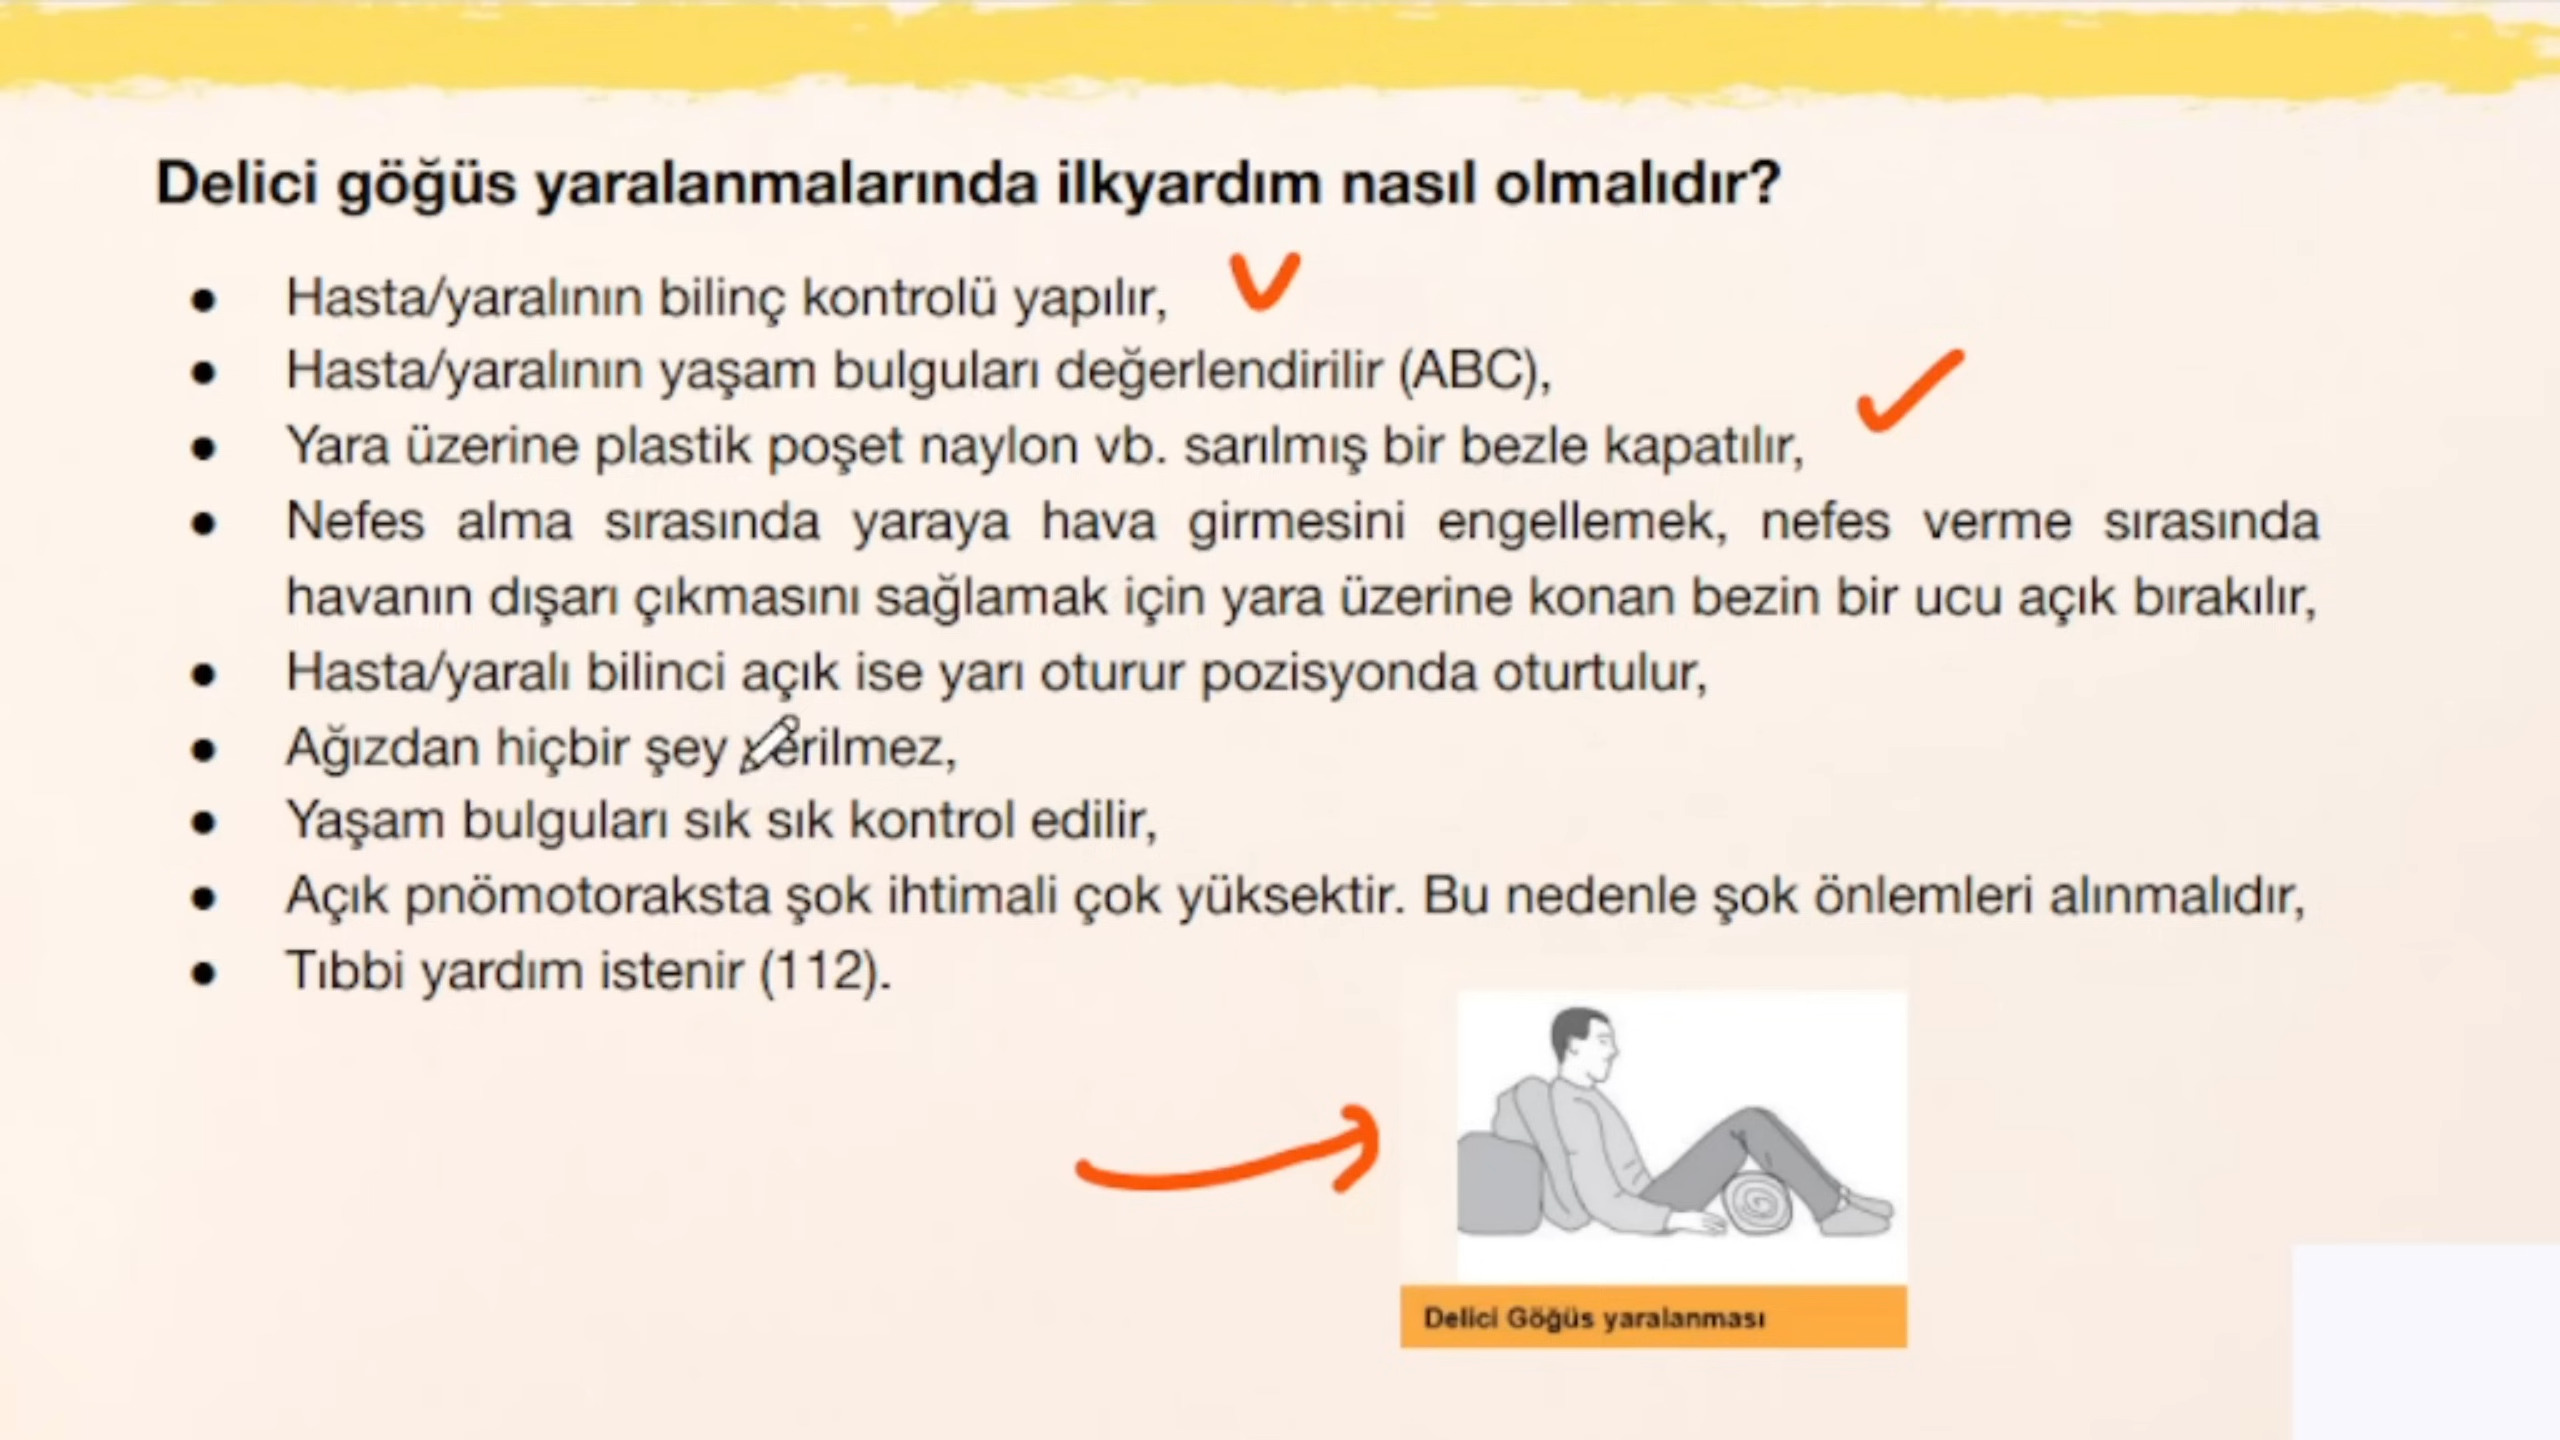 Delici göğüs yaralanmalarında ilkyardım nasıl olmalıdır?
● Hasta/yaralının bilinç kontrolü yapılır,
● Hasta/yaralının yaşam bulguları değerlendirilir (ABC),
● Yara üzerine plastik poşet naylon vb. sarılmış bir bezle kapatılır,
● Nefes alma sırasında yaraya hava girmesini engellemek, nefes verme sırasında
havanın dışarı çıkmasını sağlamak için yara üzerine konan bezin bir ucu açık bırakılır,
● Hasta/yaralı bilinci açık ise yarı oturur pozisyonda oturtulur,
● Ağızdan hiçbir şey verilmez,
● Yaşam bulguları sık sık kontrol edilir,
● Açık pnömotoraksta şok ihtimali çok yüksektir. Bu nedenle şok önlemleri alınmalıdır,
● Tıbbi yardım istenir (112).
Delici Göğüs yaralanması